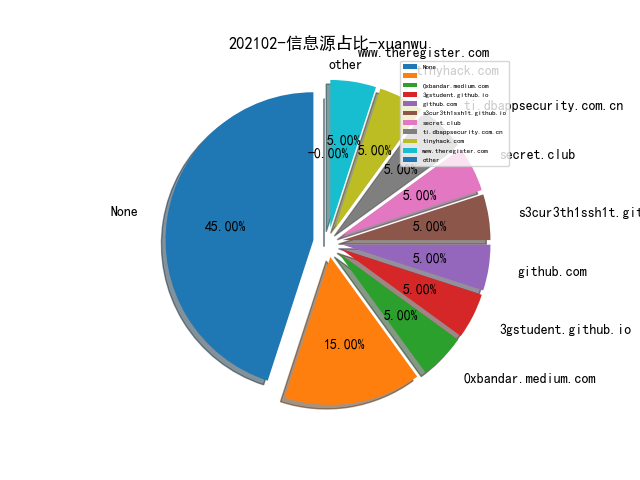 202102-信息源占比-xuanwu
www.theregister.com
other
tinyhack.com
None
0xbandar.medium.com
3gstudent.github.io
github.com
s3cur3th1ssh1t.github.io
secret.club
ti.dbappsecurity.com.cn
tinyhack.com
www.theregister.com
other
ti.dbappsecurity.com.cn
secret.club
s3cur3th1ssh1t.git
github.com
3gstudent.github.io
0xbandar.medium.com
None
45.00%
15.00%
5.00%
5.00%
5.00%
5.00%
5.00%
5.00%
5.00%
5.00%
-0.00%